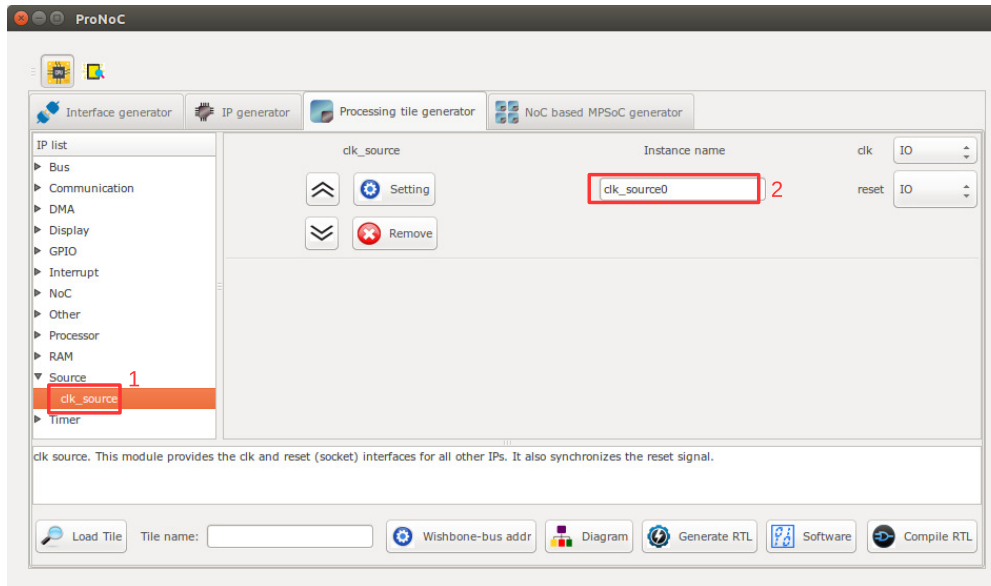 ProNoC
Interface generator
IP generator
Processing tile generator
NoC based MPSoC generator
IP list
Bus
Communication
DMA
Display
GPIO
Interrupt
NoC
Other
Processor
RAM
Source
1
clk_source
Timer
clk_source
Instance name
clk
IO
Setting
clk_source0
2
reset
IO
Remove
clk source. This module provides the clk and reset (socket) interfaces for all other IPs. It also synchronizes the reset signal.
Load Tile
Tile name:
Wishbone-bus addr
Diagram
Generate RTL
Software
Compile RTL